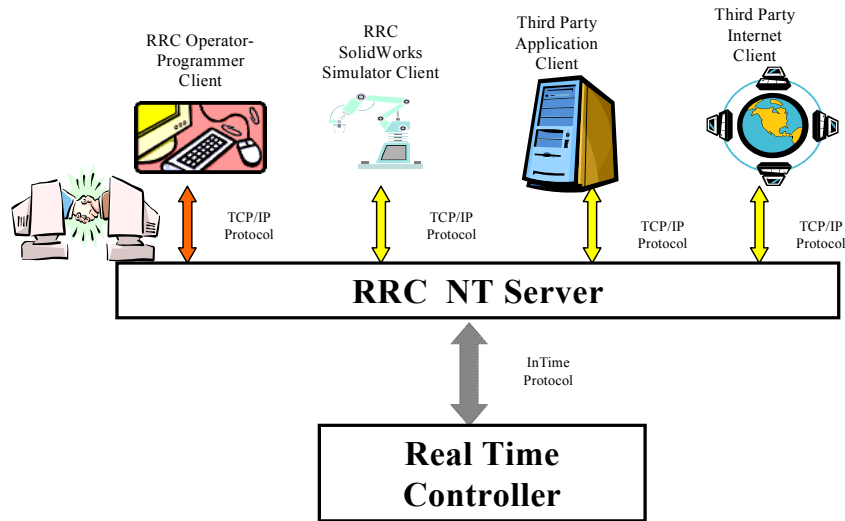 RRC Operator-
Programmer
Client
RRC
SolidWorks
Simulator Client
Third Party
Application
Client
Third Party
Internet
Client
TCP/IP
Protocol
TCP/IP
Protocol
TCP/IP
Protocol
TCP/IP
Protocol
RRC NT Server
InTime
Protocol
Real Time
Controller